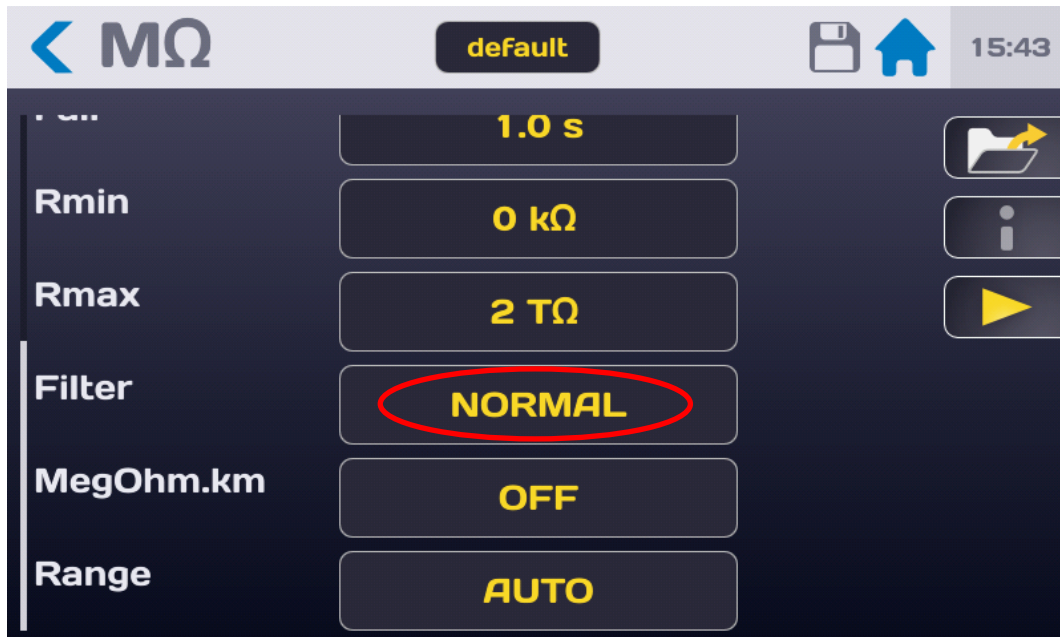 MΩ
default
15:43
1.0 s
Rmin
0 kΩ
Rmax
2 TΩ
Filter
NORMAL
MegOhm.km
OFF
Range
AUTO